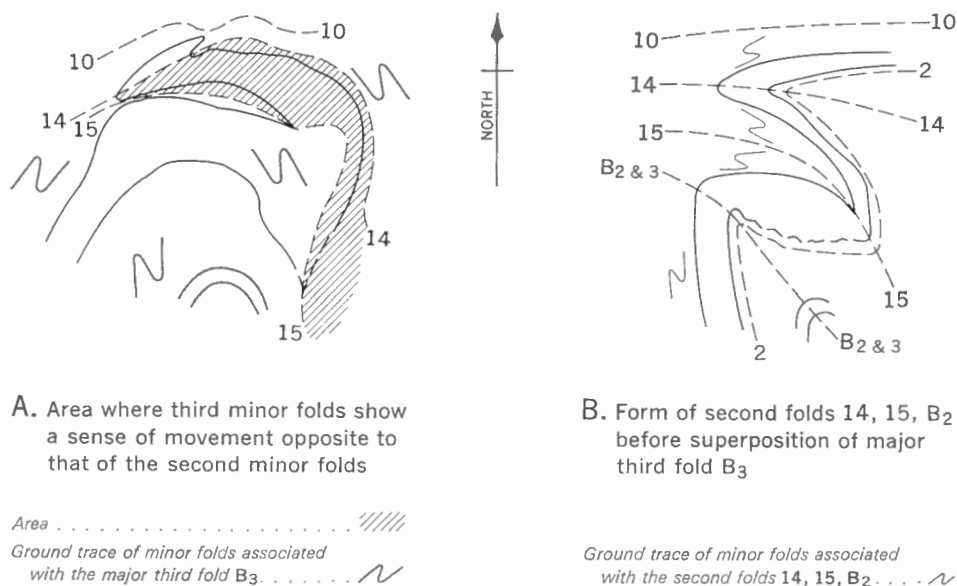 10
10
14
15
14
15
NORTH
10
10
14
2
14
15
B2 & 3
15
B2 & 3
2
A. Area where third minor folds show
a sense of movement opposite to
that of the second minor folds
Area . . . . . . . . . . . . . . . . . . . . . .
Ground trace of minor folds associated
with the major third fold B3. . . . . . .
B. Form of second folds 14, 15, B2
before superposition of major
third fold B3
Ground trace of minor folds associated
with the second folds 14, 15, B2 . . . .